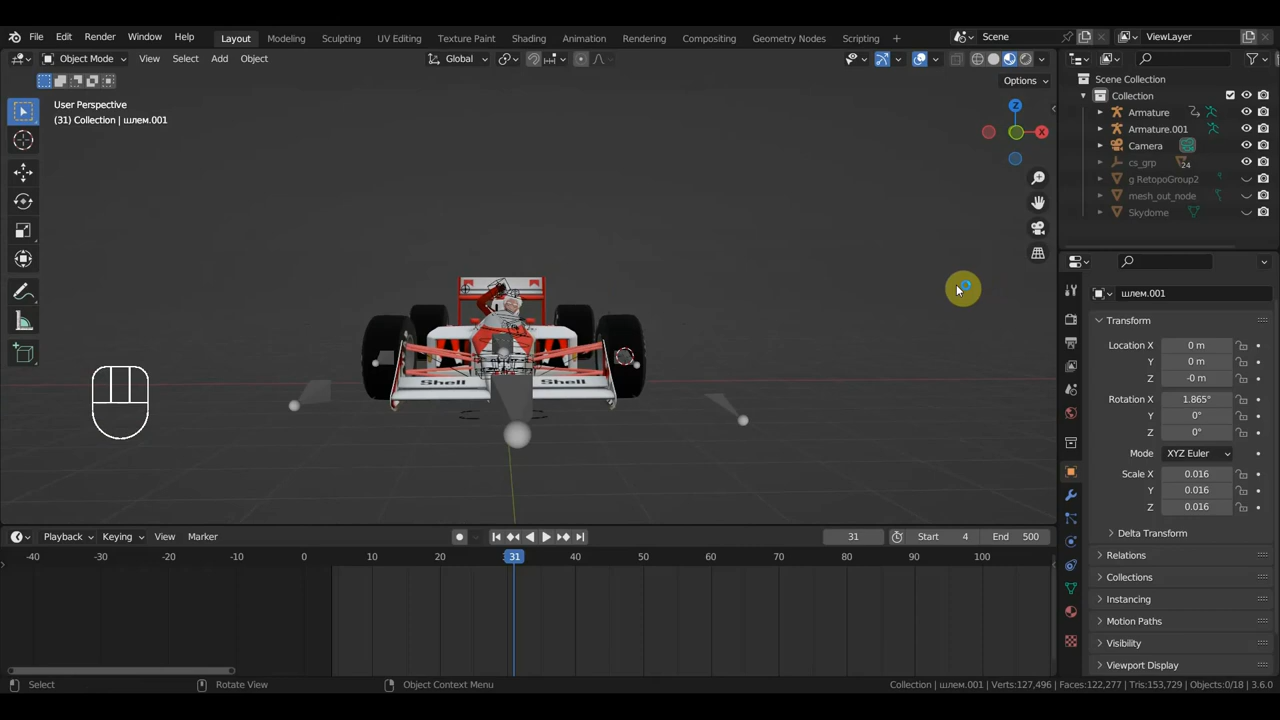 File Edit Render Window Help Layout Modeling Sculpting UV Editing Texture Paint Shading Animation Rendering Compositing Geometry Nodes Scripting + Scene ViewLayer
Object Mode View Select Add Object Global
Options
User Perspective
(31) Collection | шлем.001
Z
X
Shell Shell
Scene Collection
Collection
Armature
Armature.001
Camera
cs_grp 24
g RetopoGroup2
mesh_out_node
Skydome
шлем.001
Transform
Location X 0 m
Y 0 m
Z -0 m
Rotation X 1.865°
Y 0°
Z 0°
Mode XYZ Euler
Scale X 0.016
Y 0.016
Z 0.016
Delta Transform
Relations
Collections
Instancing
Motion Paths
Visibility
Viewport Display
Playback Keying View Marker 31 Start 4 End 500
-40 -30 -20 -10 0 10 20 31 40 50 60 70 80 90 100
Select Rotate View Object Context Menu Collection | шлем.001 | Verts:127,496 | Faces:122,277 | Tris:153,729 | Objects:0/18 | 3.6.0